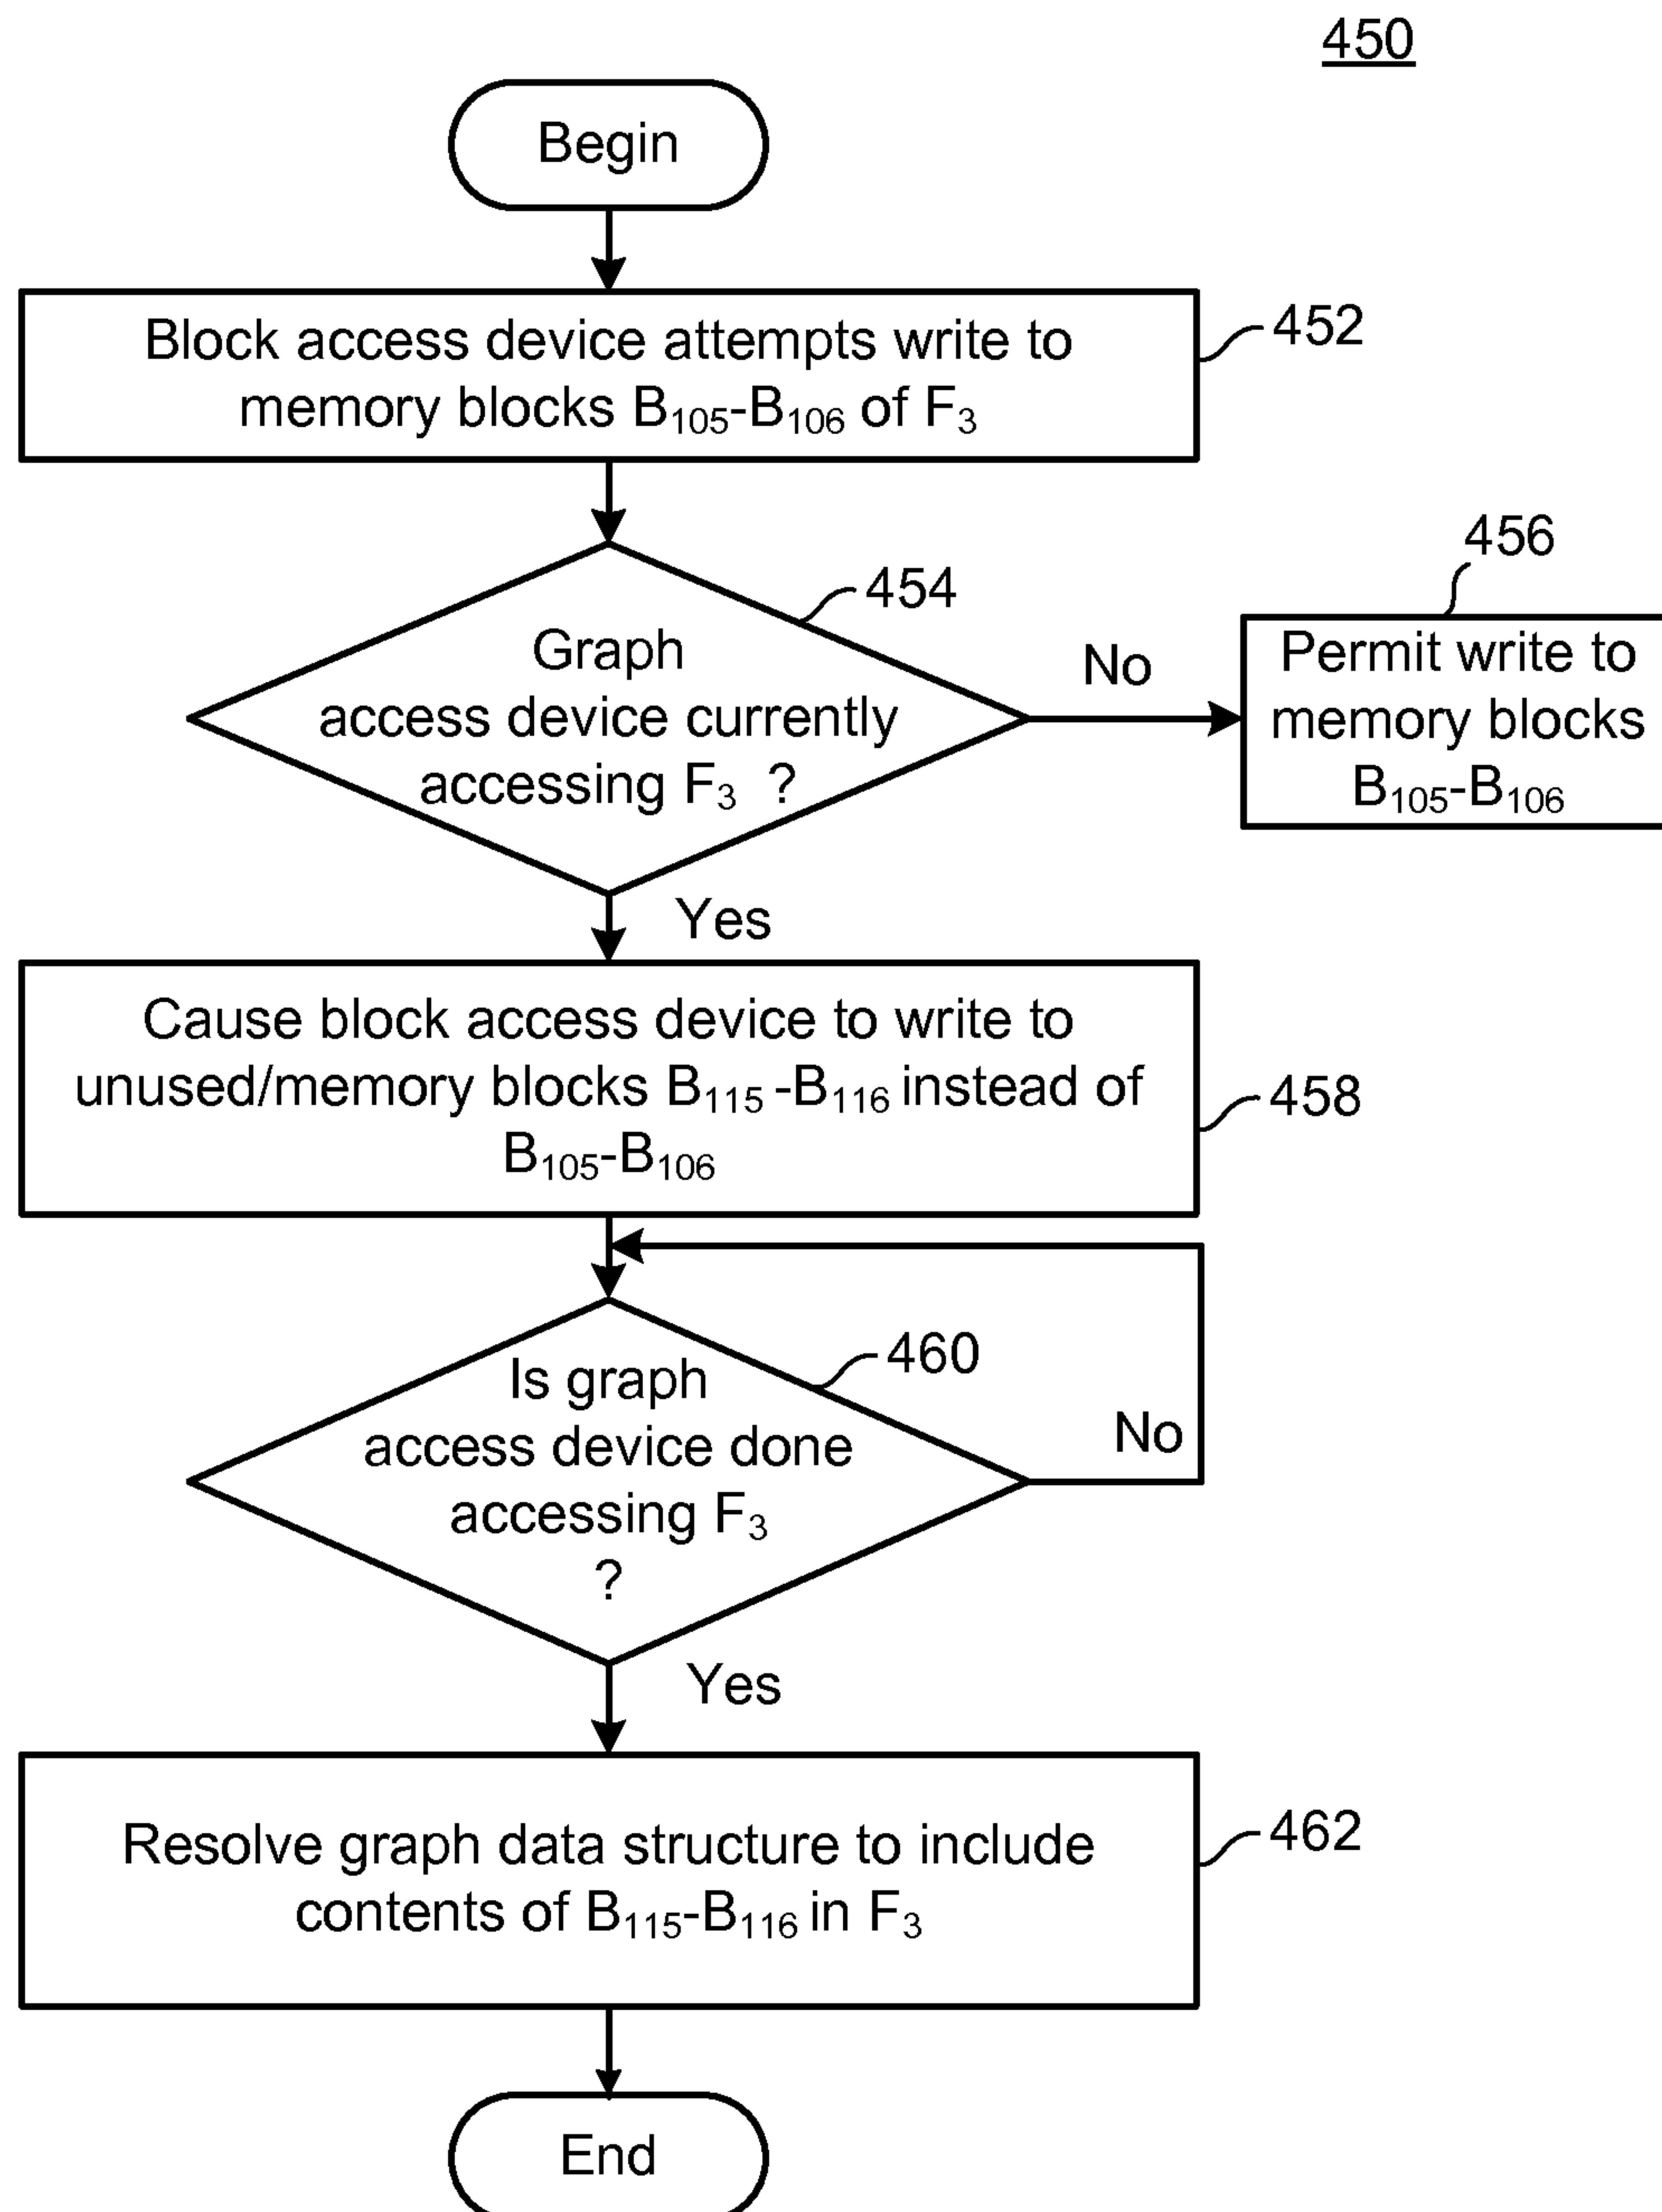 450
Begin
Block access device attempts write to
memory blocks B₁₀₅-B₁₀₆ of F₃
452
454
Graph
access device currently
accessing F₃ ?
No
456
Permit write to
memory blocks
B₁₀₅-B₁₀₆
Yes
Cause block access device to write to
unused/memory blocks B₁₁₅ -B₁₁₆ instead of
B₁₀₅-B₁₀₆
458
460
Is graph
access device done
accessing F₃
?
No
Yes
Resolve graph data structure to include
contents of B₁₁₅-B₁₁₆ in F₃
462
End